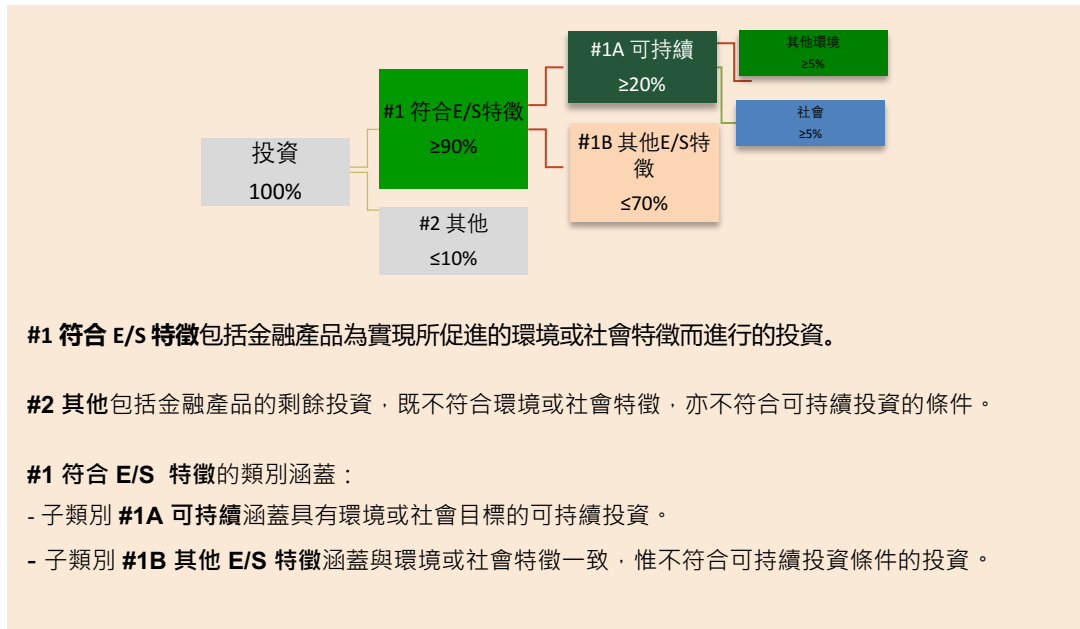 投資
100%
#1 符合E/S特徵
≥90%
#2 其他
≤10%
#1A 可持續
≥20%
#1B 其他E/S特
徵
≤70%
其他環境
≥5%
社會
≥5%
#1 符合 E/S 特徵包括金融產品為實現所促進的環境或社會特徵而進行的投資。
#2 其他包括金融產品的剩餘投資，既不符合環境或社會特徵，亦不符合可持續投資的條件。
#1 符合 E/S 特徵的類別涵蓋：
- 子類別 #1A 可持續涵蓋具有環境或社會目標的可持續投資。
- 子類別 #1B 其他 E/S 特徵涵蓋與環境或社會特徵一致，惟不符合可持續投資條件的投資。